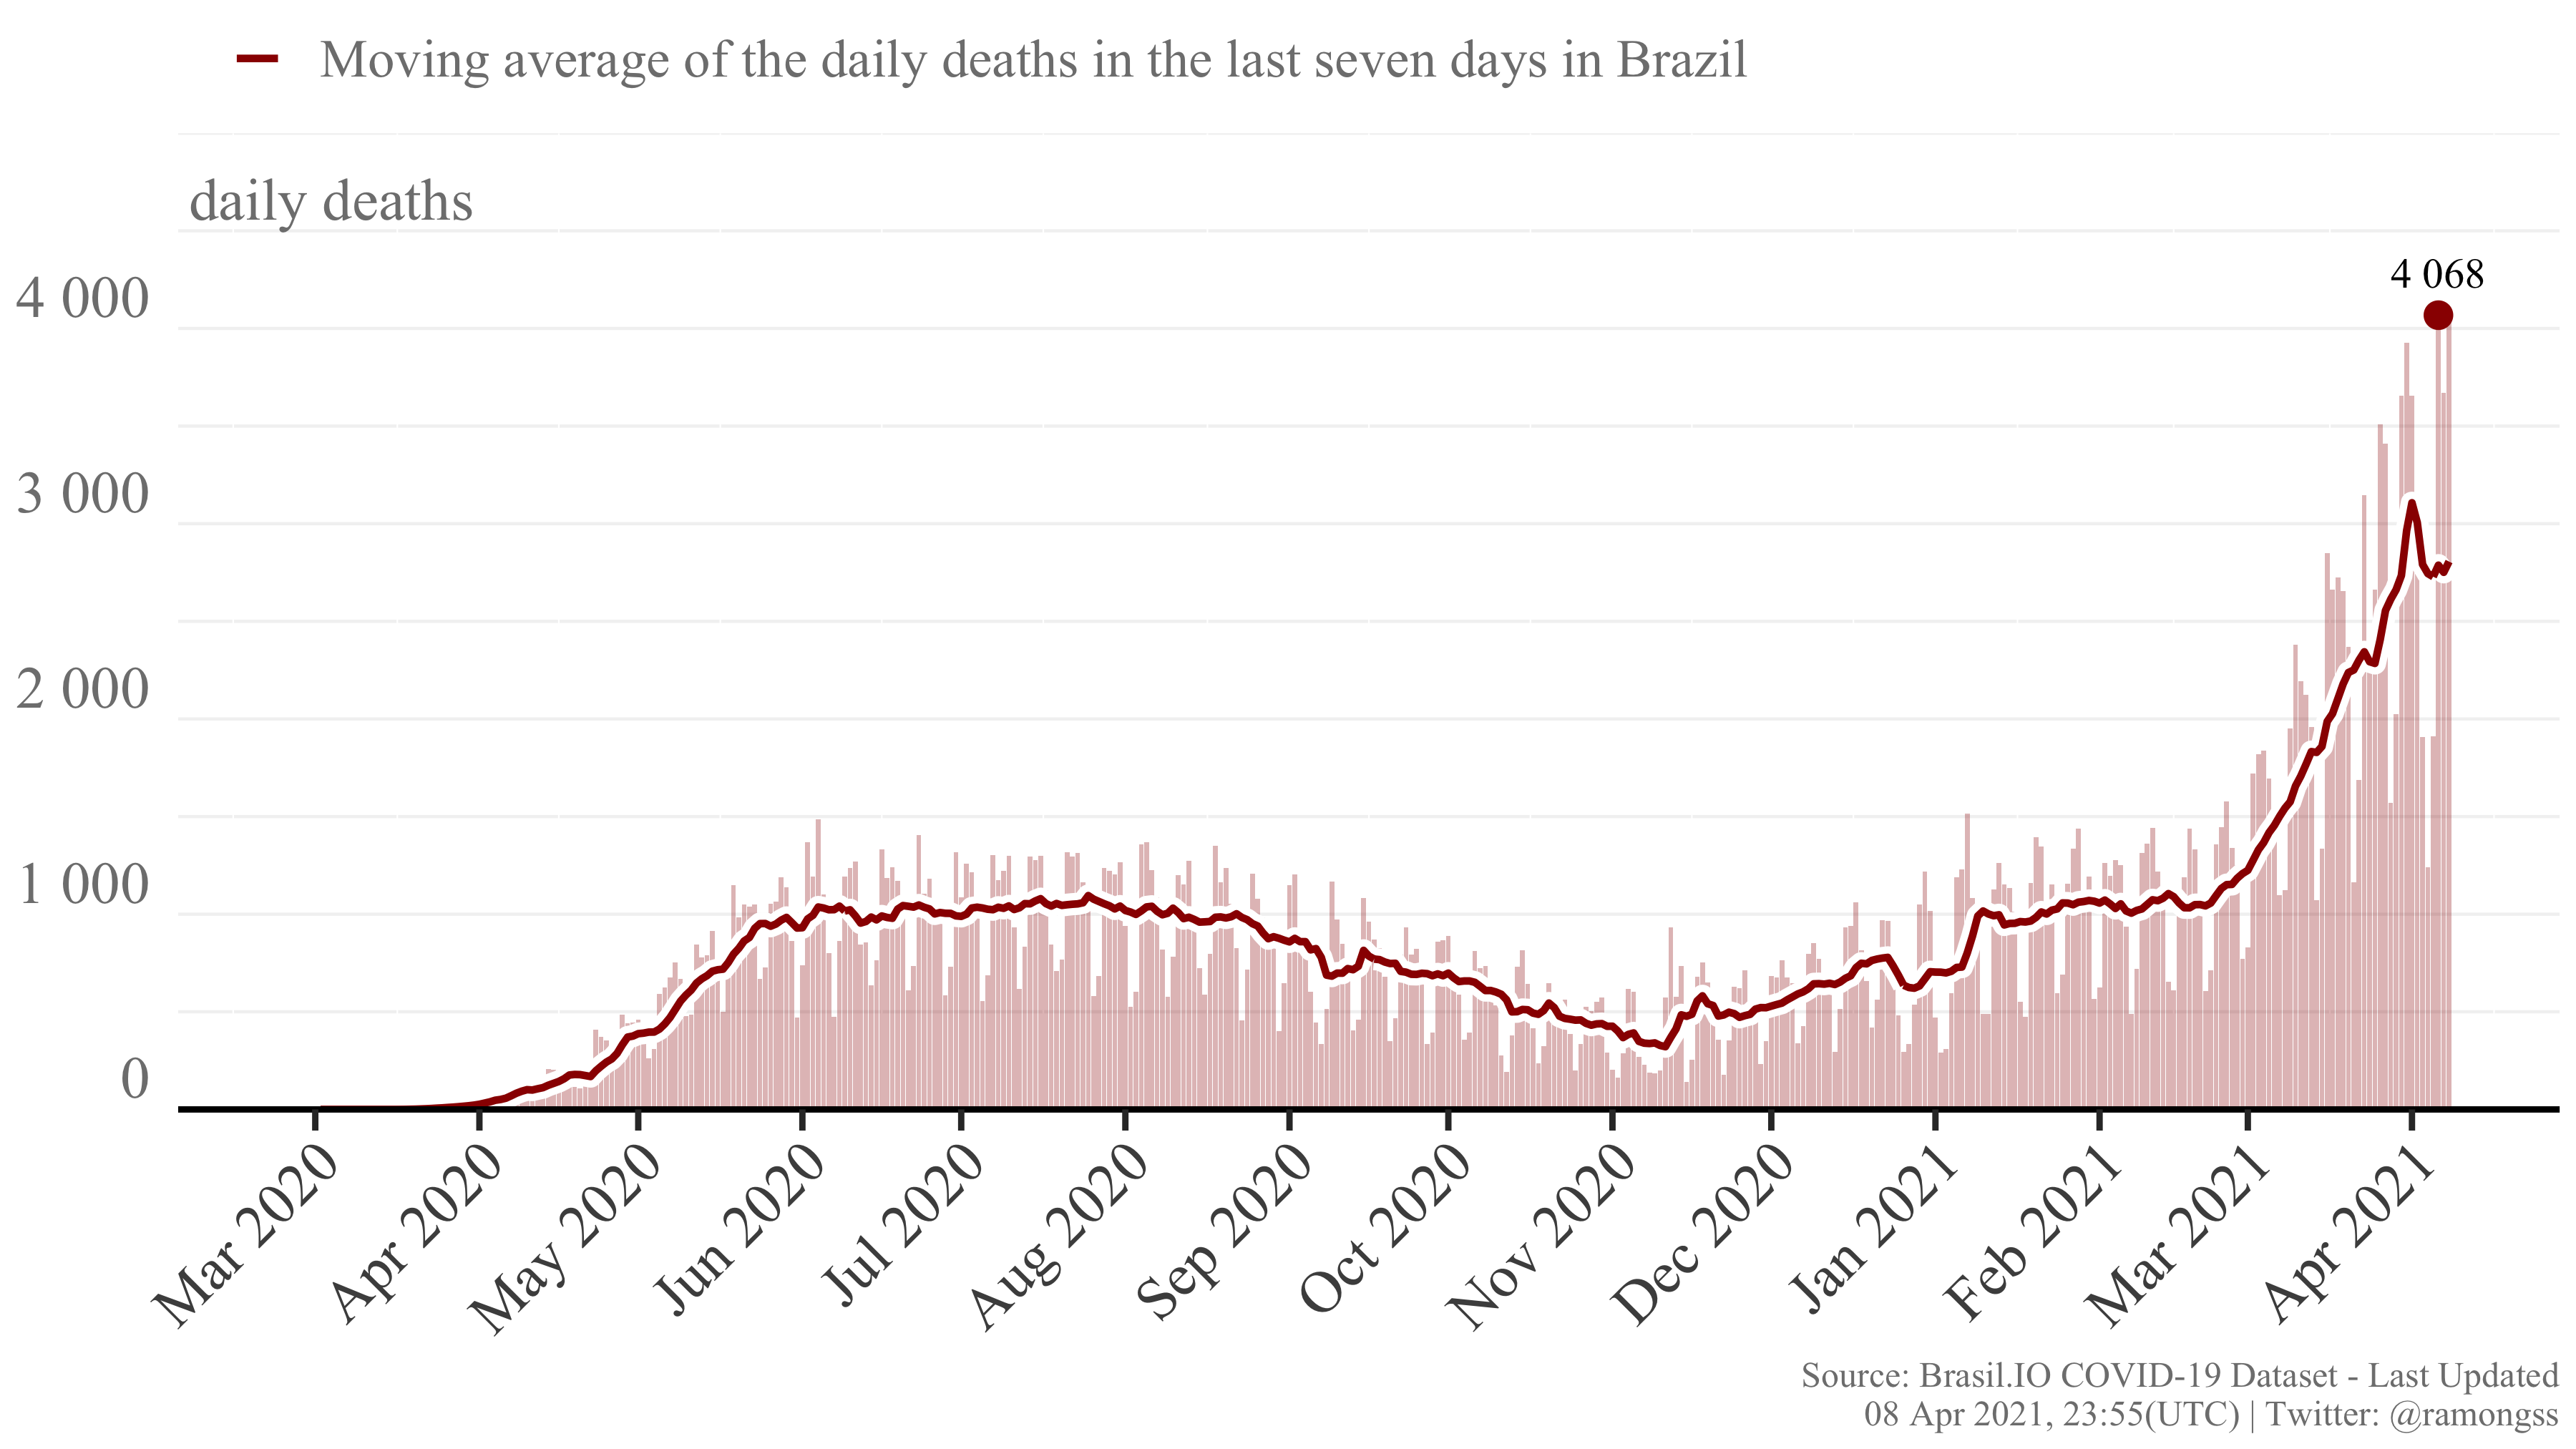 Moving average of the daily deaths in the last seven days in Brazil
daily deaths
4 068
4 000
3 000
2 000
1 000
0
Mar 2020
Apr 2020
May 2020
Jun 2020
Jul 2020
Aug 2020
Sep 2020
Oct 2020
Nov 2020
Dec 2020
Jan 2021
Feb 2021
Mar 2021
Apr 2021
Source: Brasil.IO COVID-19 Dataset - Last Updated
08 Apr 2021, 23:55(UTC) | Twitter: @ramongss